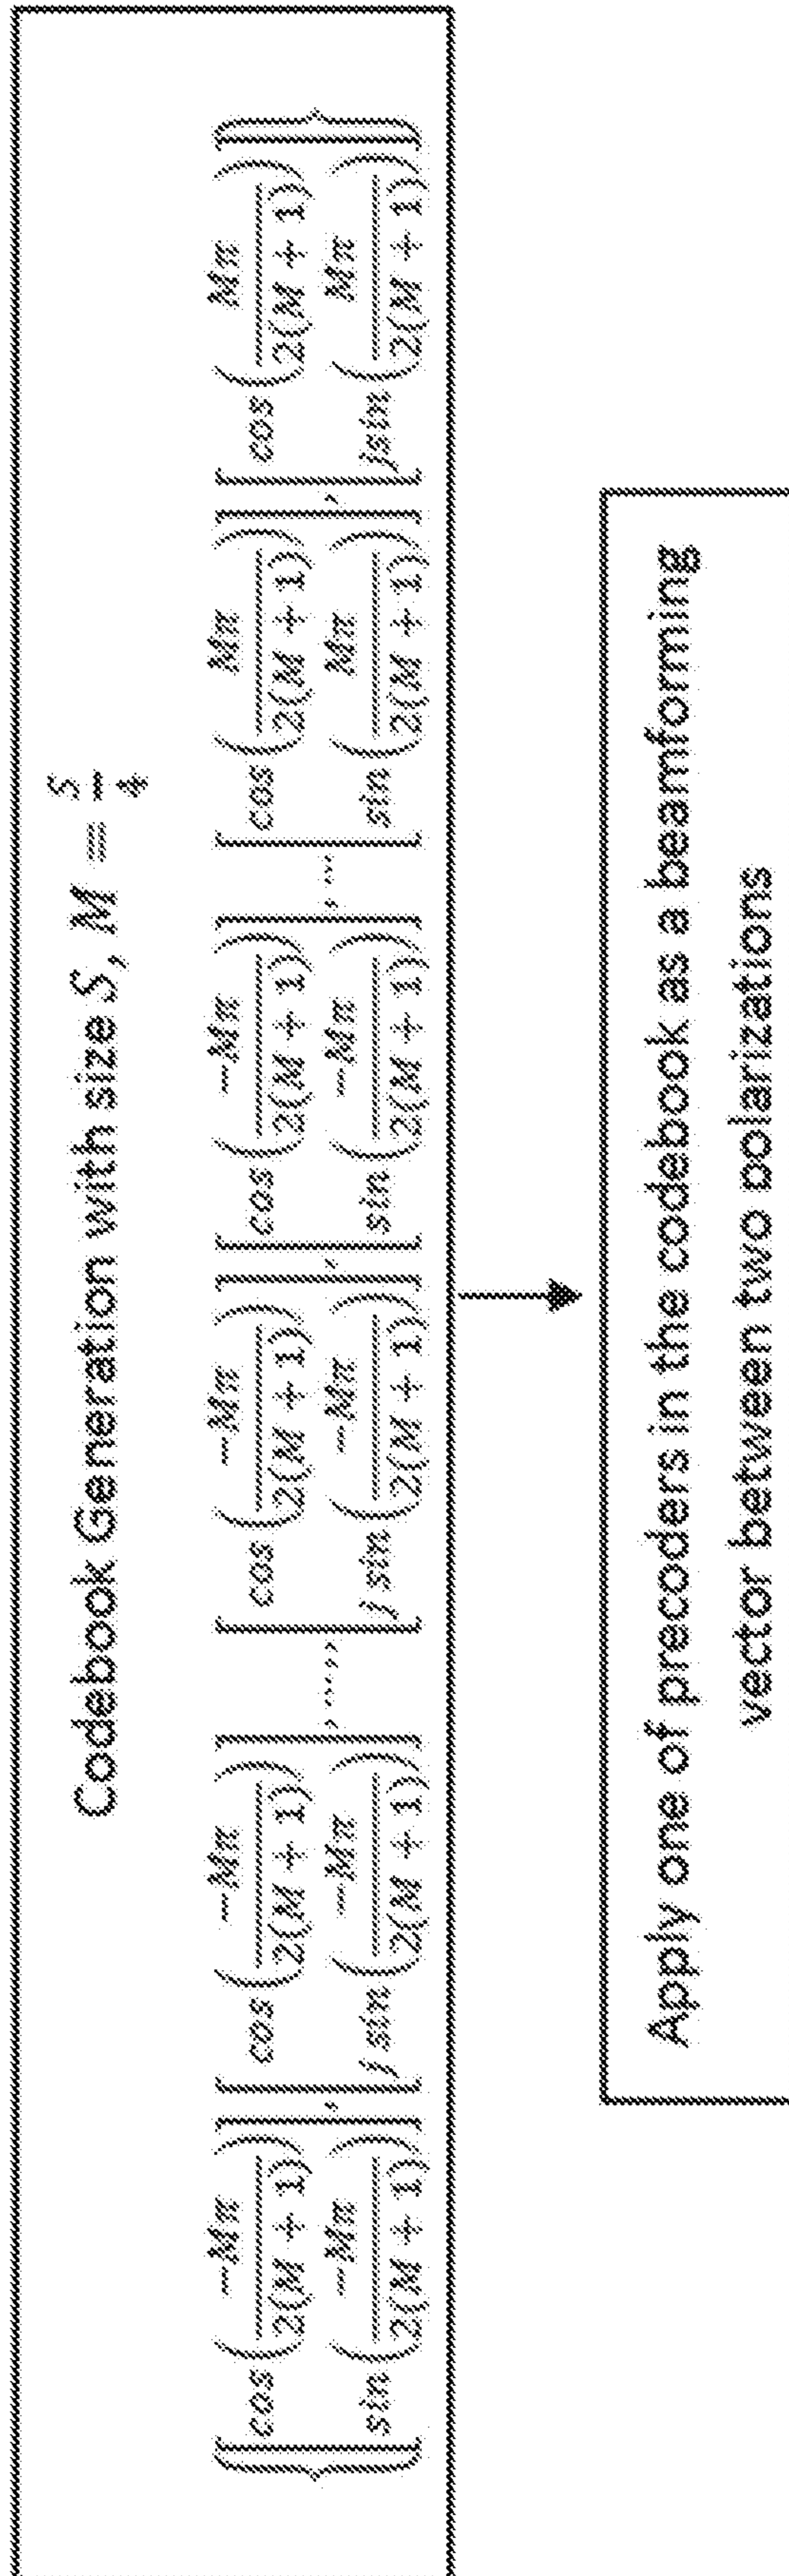 Codebook Generation with size S, M = S/4
{[cos(−Mπ/2(M + 1)) sin(−Mπ/2(M + 1))], [cos(−Mπ/2(M + 1)) j sin(−Mπ/2(M + 1))], ..., [cos(−Mπ/2(M + 1)) j sin(−Mπ/2(M + 1))], [cos(−Mπ/2(M + 1)) sin(−Mπ/2(M + 1))], ... [cos(Mπ/2(M + 1)) sin(Mπ/2(M + 1))], [cos(Mπ/2(M + 1)) jsin(Mπ/2(M + 1))]}
Apply one of precoders in the codebook as a beamforming
vector between two polarizations